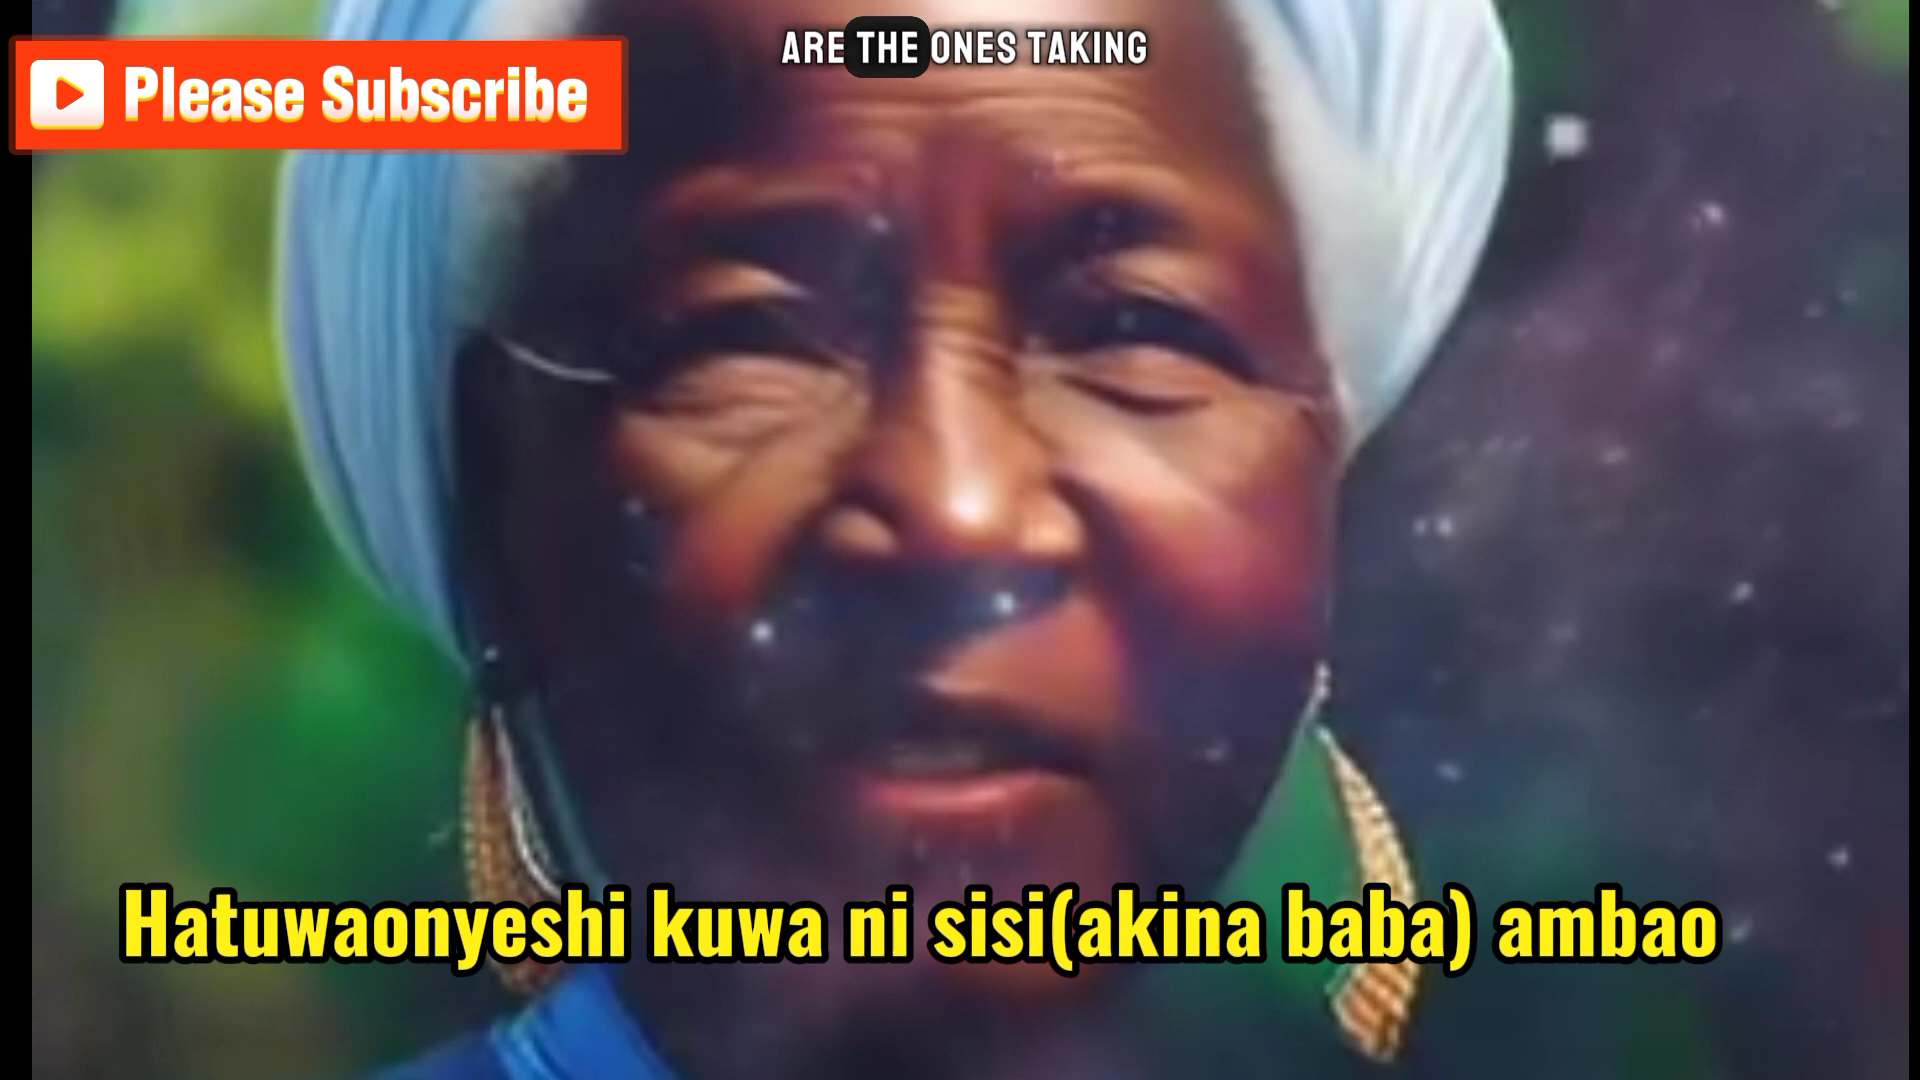 ARE THE ONES TAKING
Please Subscribe
Hatuwaonyeshi kuwa ni sisi(akina baba) ambao